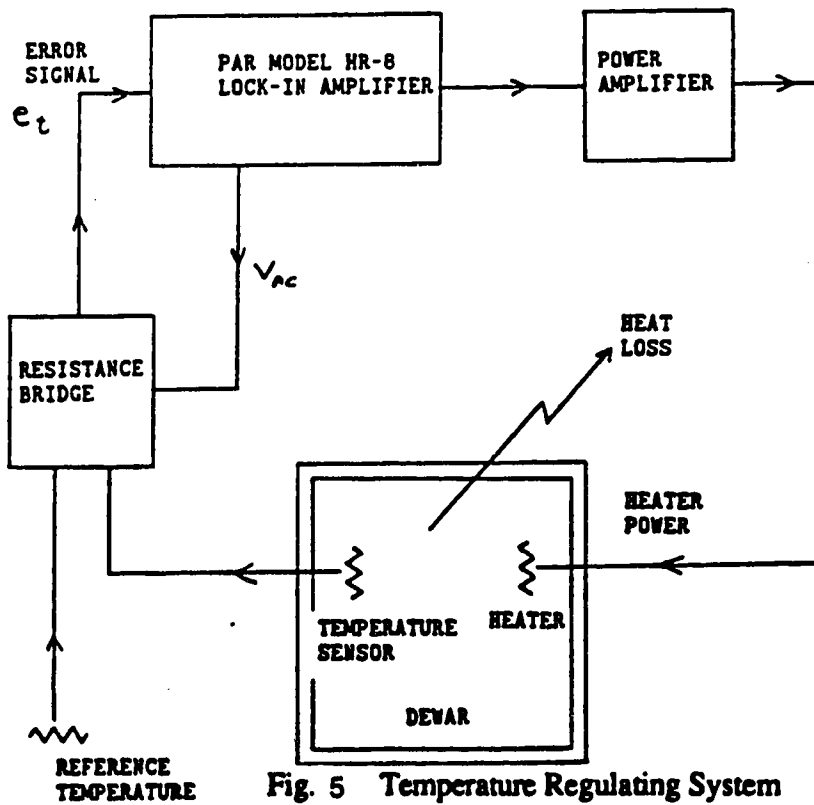 ERROR
SIGNAL
e_t
PAR MODEL HR-8
LOCK-IN AMPLIFIER
POWER
AMPLIFIER
V_AC
HEAT
LOSS
RESISTANCE
BRIDGE
HEATER
POWER
TEMPERATURE
SENSOR
HEATER
DEWAR
REFERENCE
TEMPERATURE
Fig. 5 Temperature Regulating System